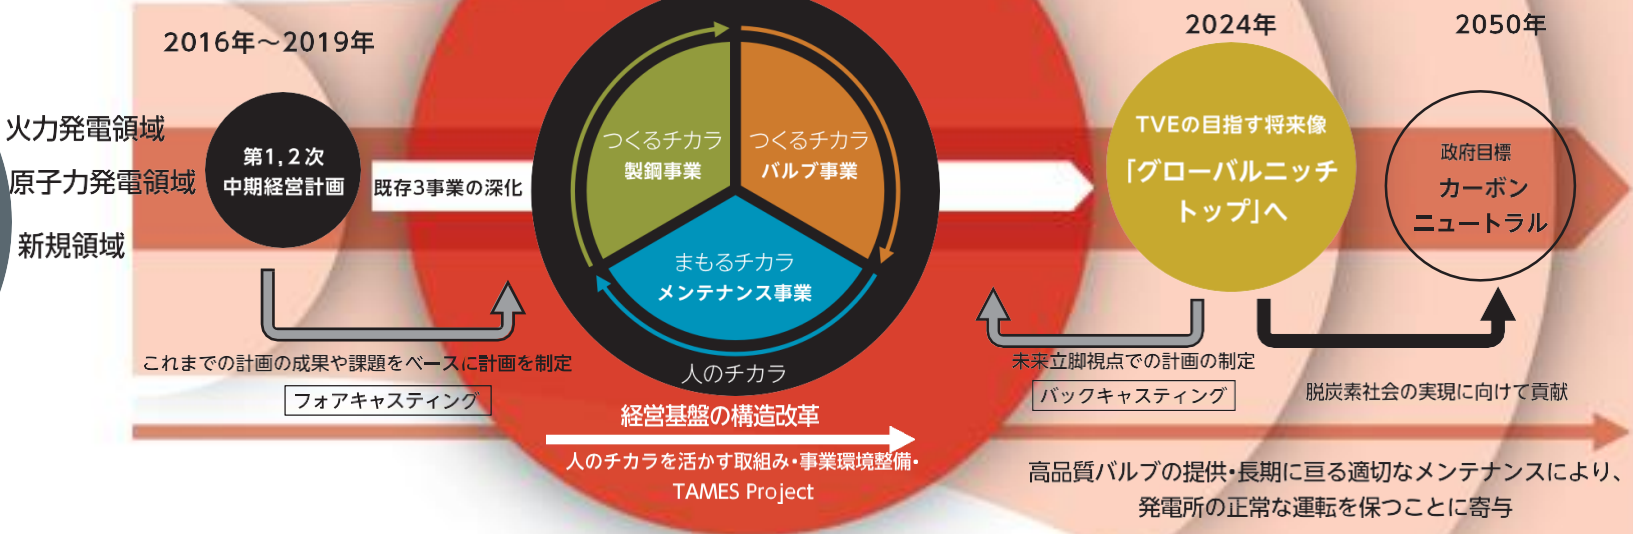 2016年～2019年
2024年
2050年
火力発電領域
原子力発電領域
新規領域
第1,2次
中期経営計画
既存3事業の深化
つくるチカラ
製鋼事業
つくるチカラ
バルブ事業
まもるチカラ
メンテナンス事業
人のチカラ
TVEの目指す将来像
「グローバルニッチ
トップ」へ
政府目標
カーボン
ニュートラル
これまでの計画の成果や課題をベースに計画を制定
フォアキャスティング
未来立脚視点での計画の制定
バックキャスティング
脱炭素社会の実現に向けて貢献
経営基盤の構造改革
人のチカラを活かす取組み・事業環境整備・
TAMES Project
高品質バルブの提供・長期に亘る適切なメンテナンスにより、
発電所の正常な運転を保つことに寄与